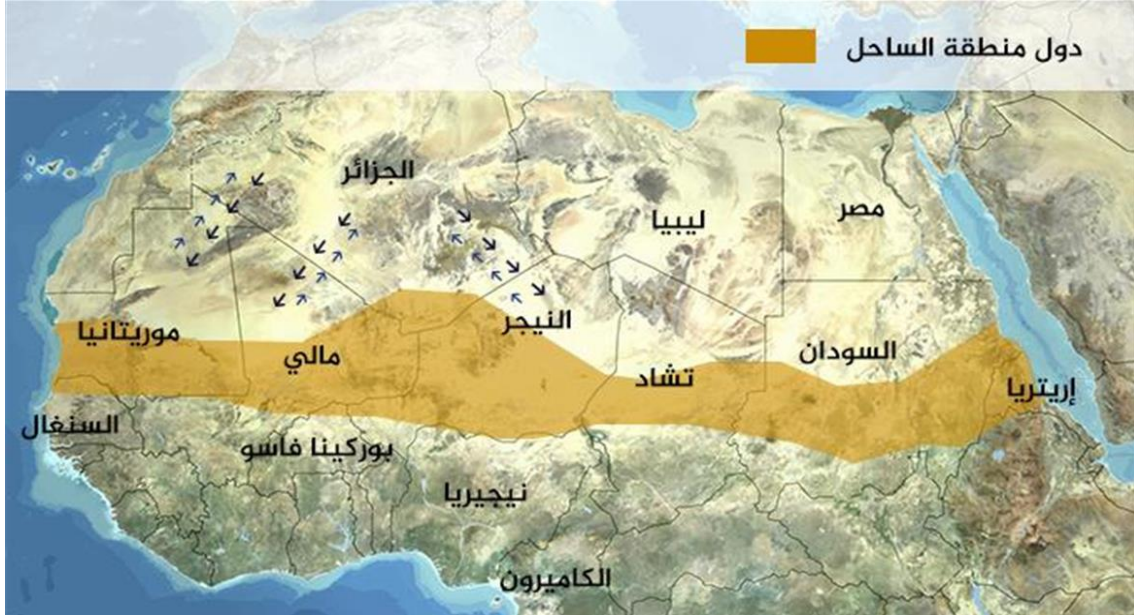 دول منطقة الساحل
الجزائر
ليبيا
مصر
موريتانيا
مالي
النيجر
تشاد
السودان
إريتريا
السنغال
بوركينا فاسو
نيجيريا
الكاميرون